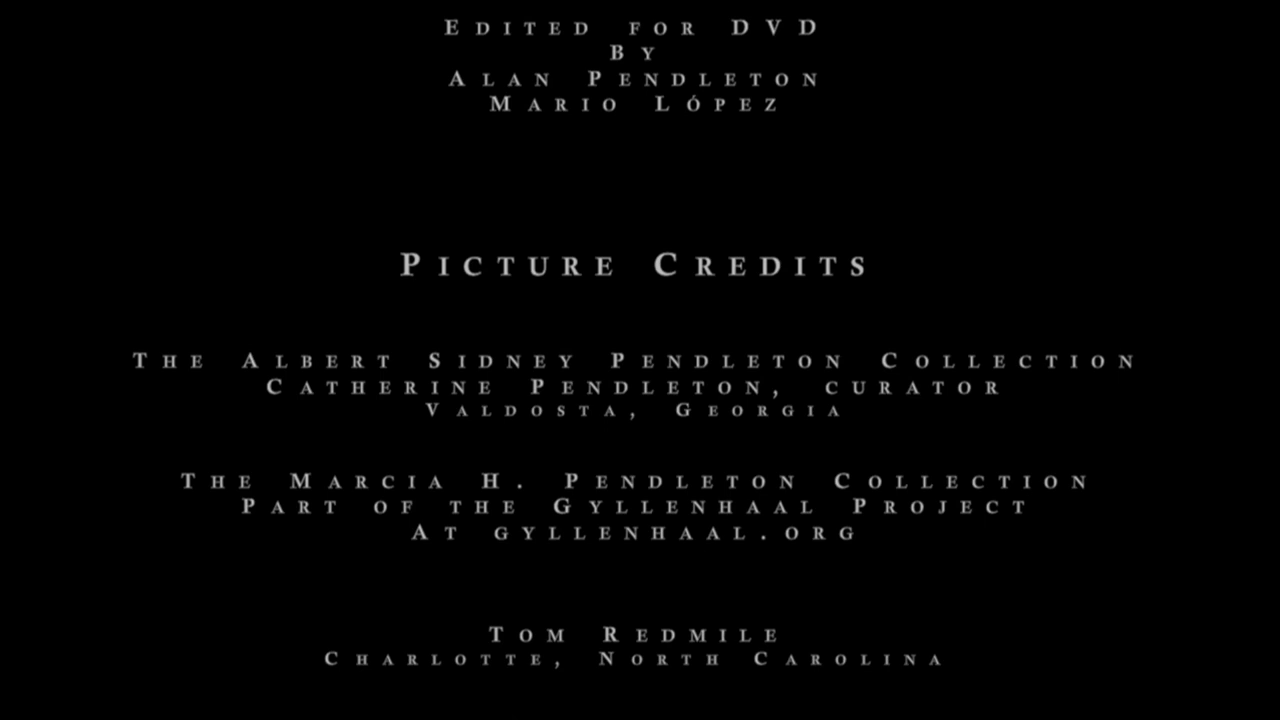 Edited for DVD
By
Alan Pendleton
Mario López
Picture Credits
The Albert Sidney Pendleton Collection
Catherine Pendleton, curator
Valdosta, Georgia
The Marcia H. Pendleton Collection
Part of the Gyllenhaal Project
At gyllenhaal.org
Tom Redmile
Charlotte, North Carolina